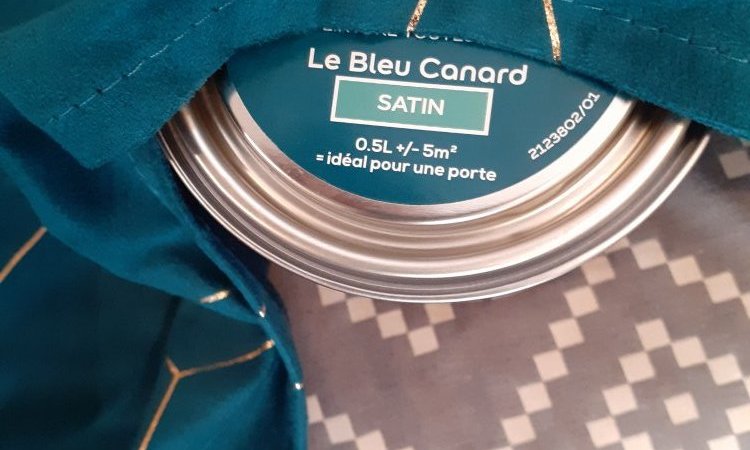 Le Bleu Canard
SATIN
0.5L +/- 5m²
= idéal pour une porte
2123802/01